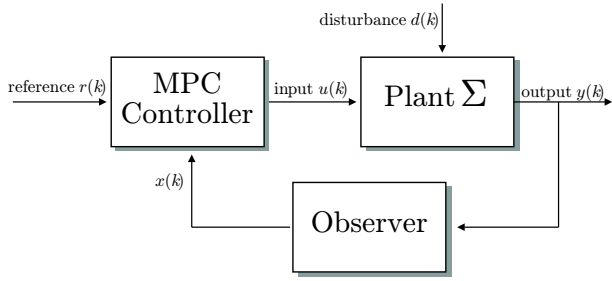 disturbance d(k)
reference r(k)
MPC
Controller
input u(k)
Plant Σ
output y(k)
x(k)
Observer